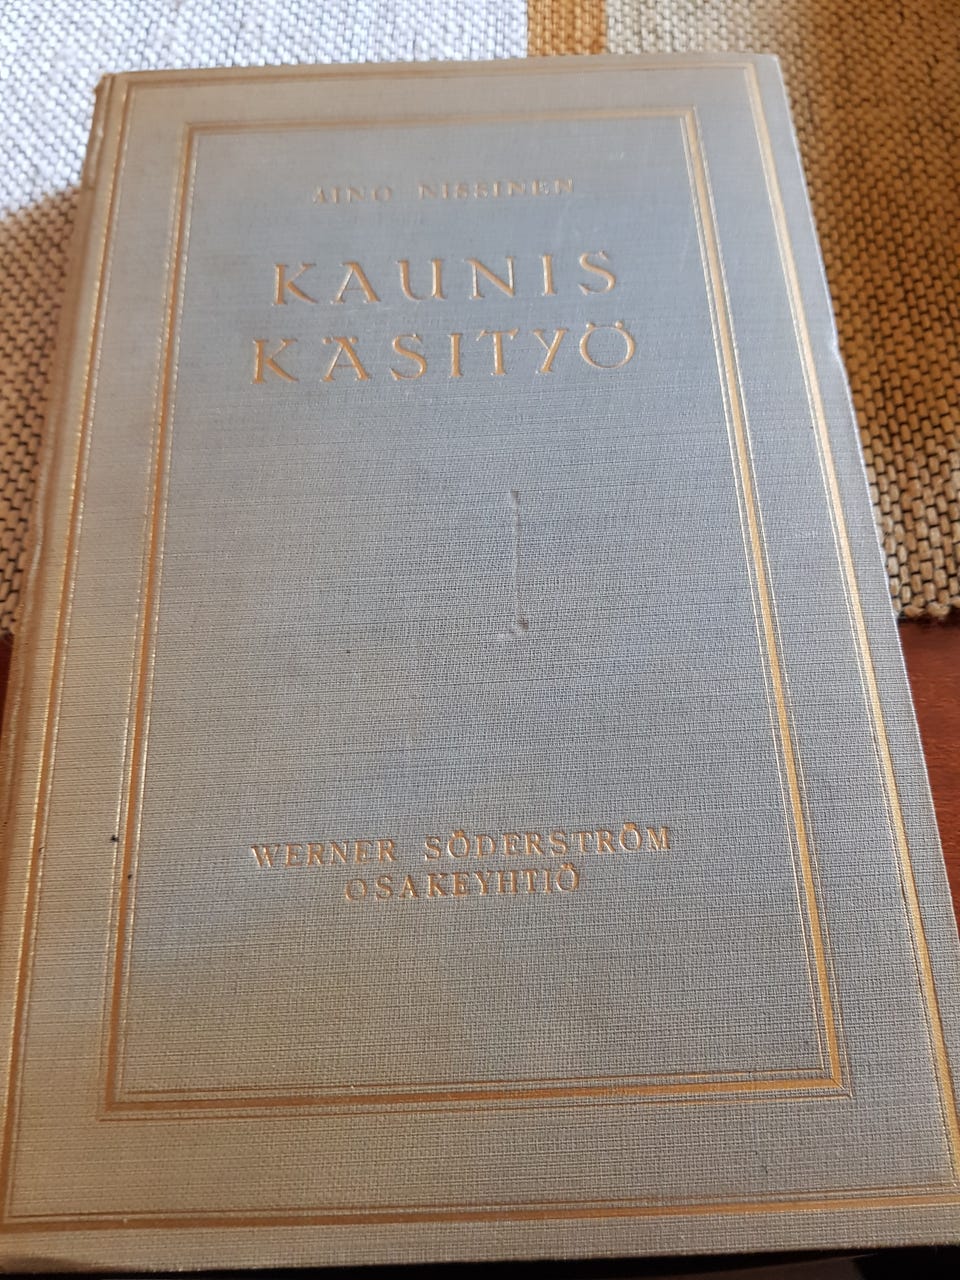 AINO NISSINEN
KAUNIS
KÄSITYÖ
WERNER SÖDERSTRÖM
OSAKEYHTIÖ